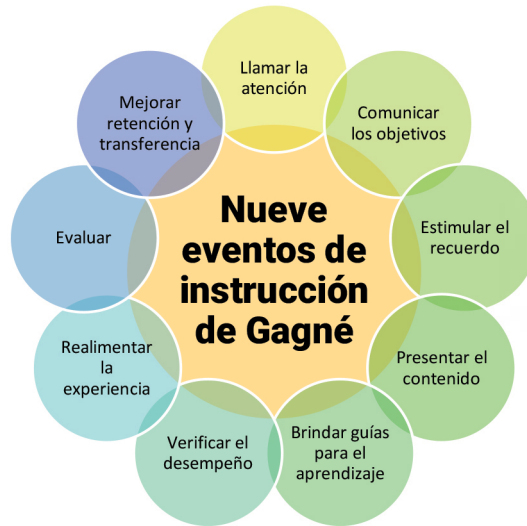 Llamar la
atención
Comunicar
los objetivos
Estimular el
recuerdo
Presentar el
contenido
Brindar guías
para el
aprendizaje
Verificar el
desempeño
Realimentar
la
experiencia
Evaluar
Mejorar
retención y
transferencia
Nueve
eventos de
instrucción
de Gagné